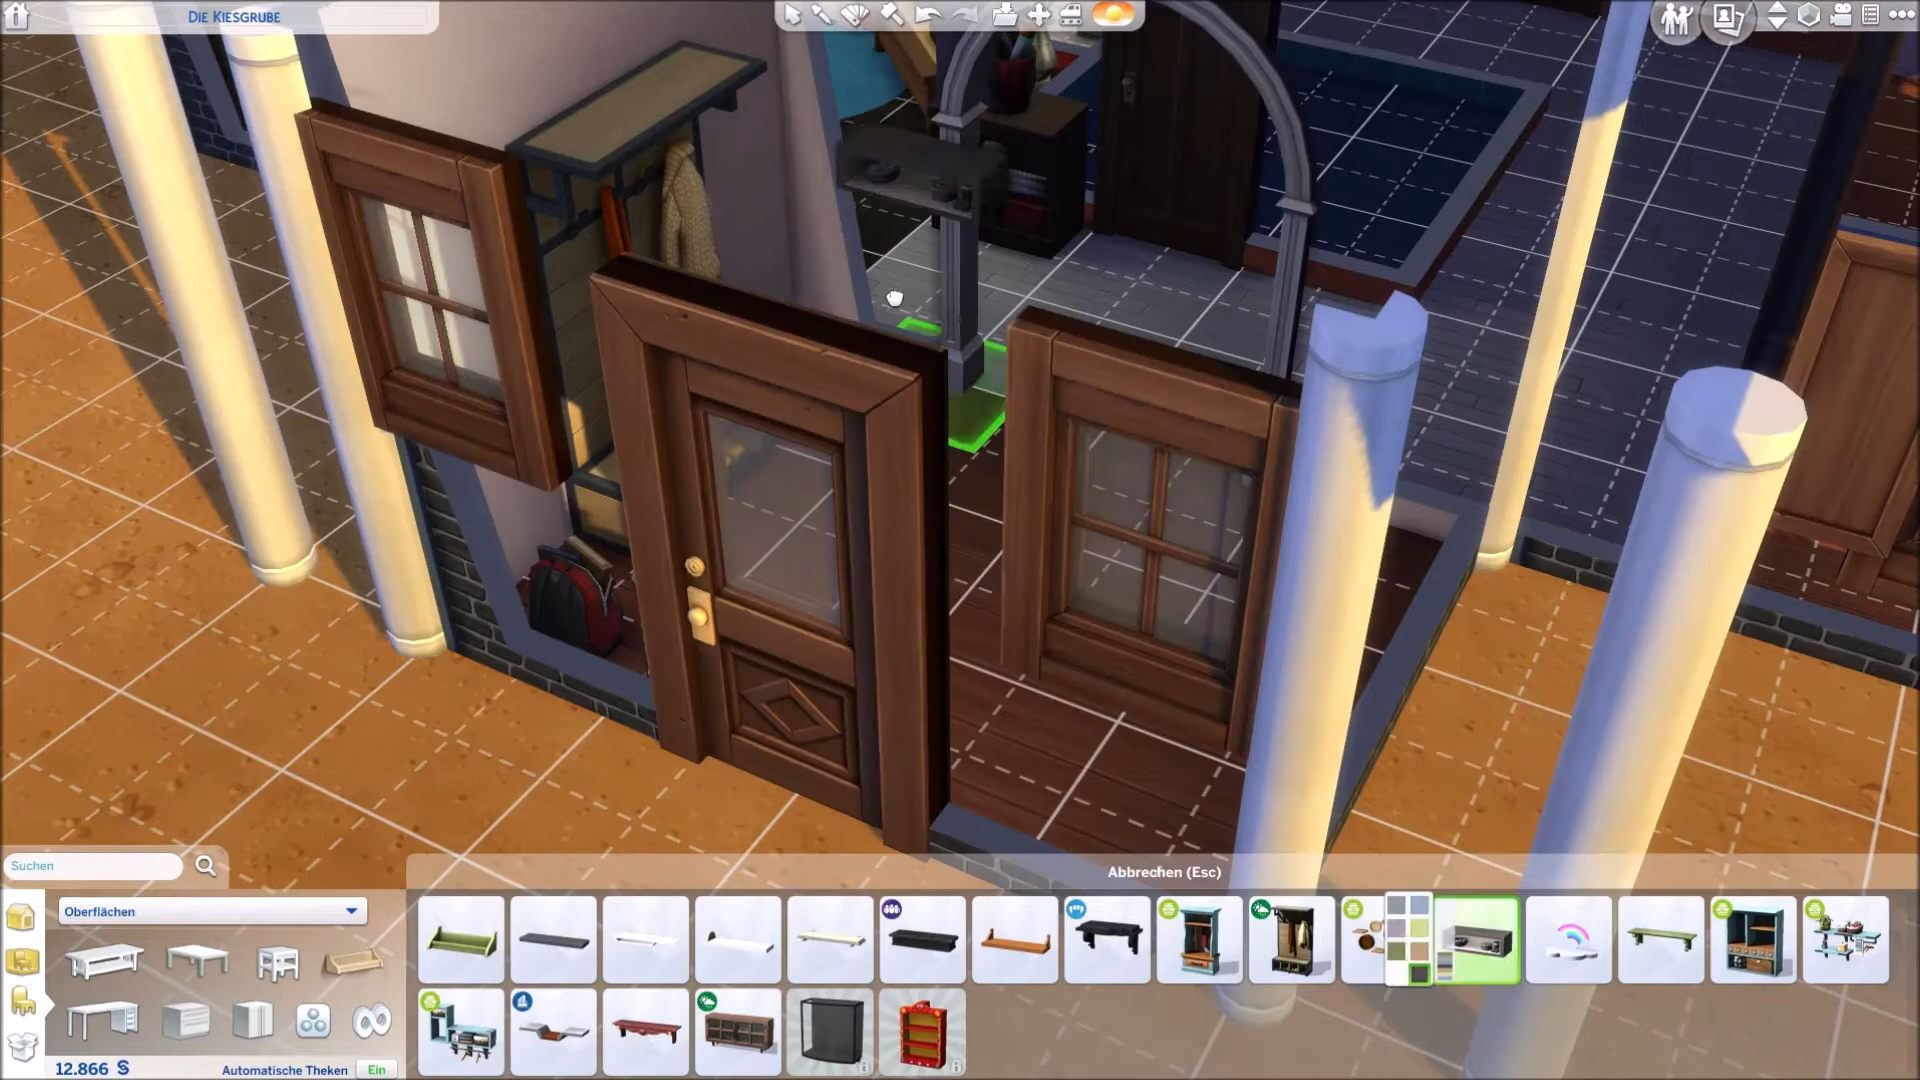 Die Kiesgrube
Suchen
Abbrechen (Esc)
Oberflächen
12.866 §
Automatische Theken Ein